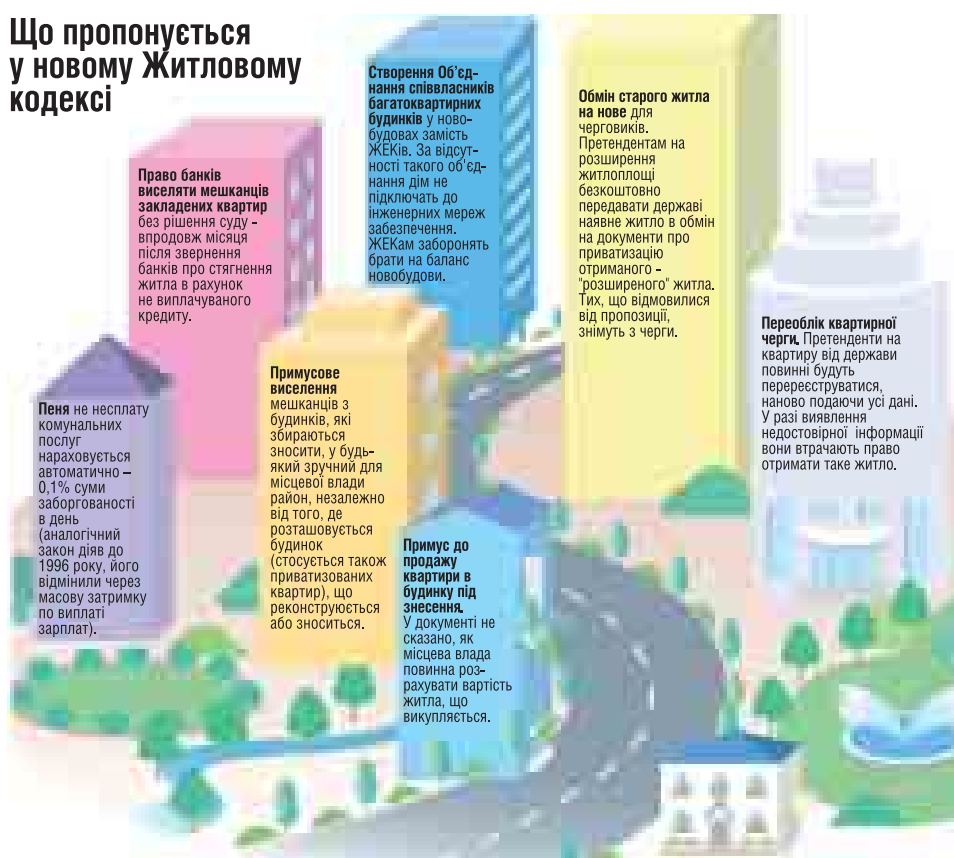 Що пропонується
у новому Житловому
кодексі
Створення Об'єд-
нання співвласників
багатоквартирних
будинків у ново-
будовах замість
ЖЕКів. За відсут-
ності такого об'єд-
нання дім не
підключать до
інженерних мереж
забезпечення.
ЖЕКам заборонять
брати на баланс
новобудови.
Обмін старого житла
на нове для
черговиків.
Претендентам на
розширення
житлоплощі
безкоштовно
передавати державі
наявне житло в обмін
на документи про
приватизацію
отриманого -
"розширеного" житла.
Тих, що відмовилися
від пропозиції,
знімуть з черги.
Право банків
виселяти мешканців
закладених квартир
без рішення суду -
впродовж місяця
після звернення
банків про стягнення
житла в рахунок
не виплачуваного
кредиту.
Переоблік квартирної
черги. Претенденти на
квартиру від держави
повинні будуть
перереєструватися,
наново подаючи усі дані.
У разі виявлення
недостовірної інформації
вони втрачають право
отримати таке житло.
Примусове
виселення
мешканців з
будинків, які
збираються
зносити, у будь-
який зручний для
місцевої влади
район, незалежно
від того, де
розташовується
будинок
(стосується також
приватизованих
квартир), що
реконструюється
або зноситься.
Пеня не несплату
комунальних
послуг
нараховується
автоматично –
0,1% суми
заборгованості
в день
(аналогічний
закон діяв до
1996 року, його
відмінили через
масову затримку
по виплаті
зарплат).
Примус до
продажу
квартири в
будинку під
знесення.
У документі не
сказано, як
місцева влада
повинна роз-
рахувати вартість
житла, що
викупляється.